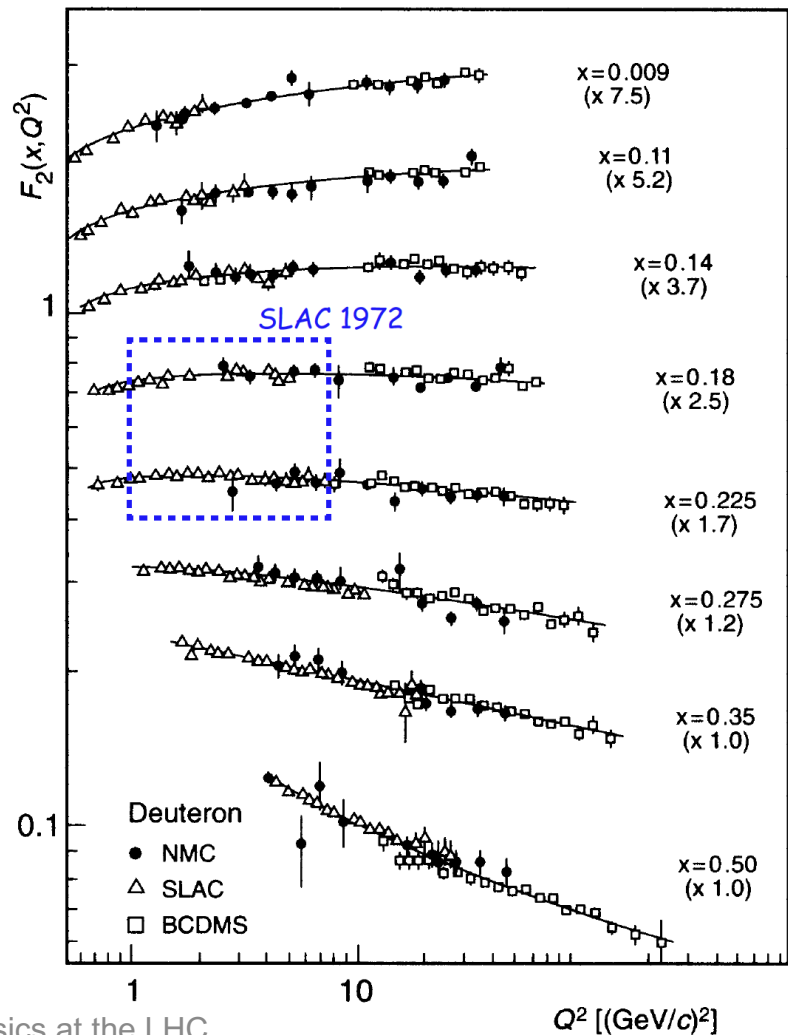 F₂(x,Q²)
x=0.009
(x 7.5)
x=0.11
(x 5.2)
x=0.14
(x 3.7)
1
SLAC 1972
x=0.18
(x 2.5)
x=0.225
(x 1.7)
x=0.275
(x 1.2)
x=0.35
(x 1.0)
0.1
Deuteron
NMC
SLAC
BCDMS
x=0.50
(x 1.0)
1
10
Q² [(GeV/c)²]
sics at the LHC